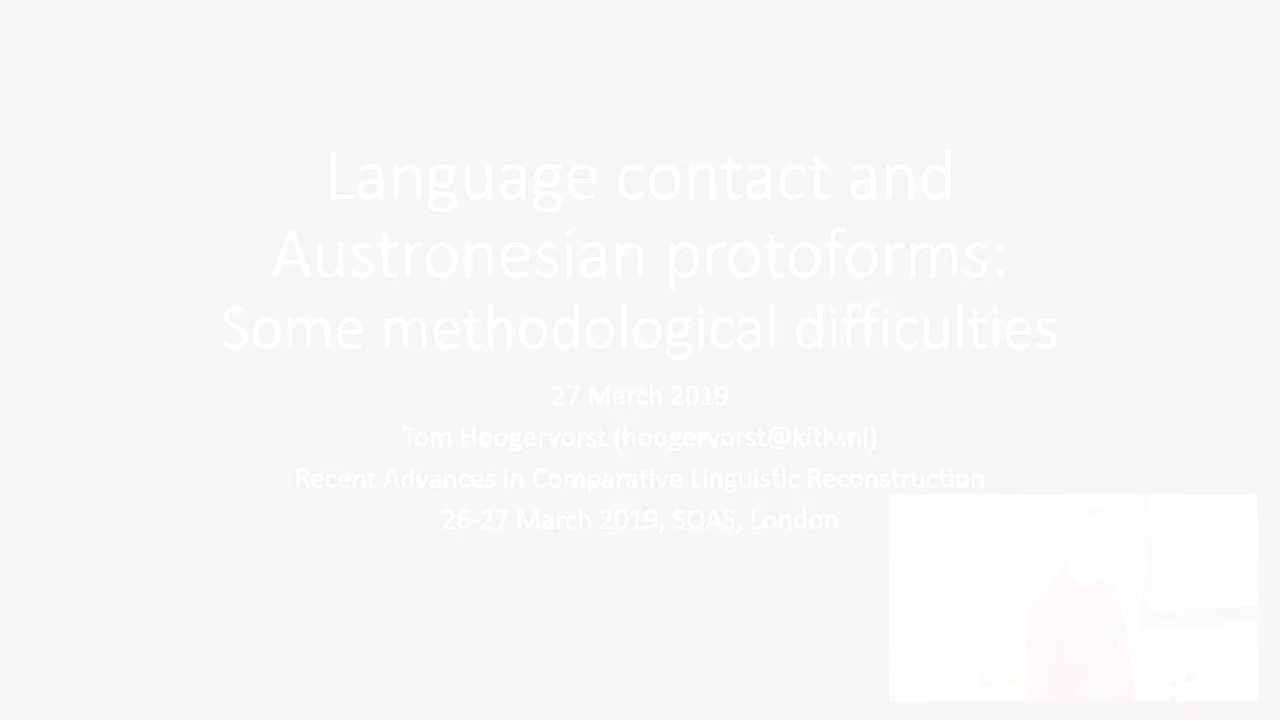 Language contact and
Austronesian protoforms:
Some methodological difficulties
27 March 2019
Tom Hoogervorst (hoogervorst@kitlv.nl)
Recent Advances in Comparative Linguistic Reconstruction
26-27 March 2019, SOAS, London